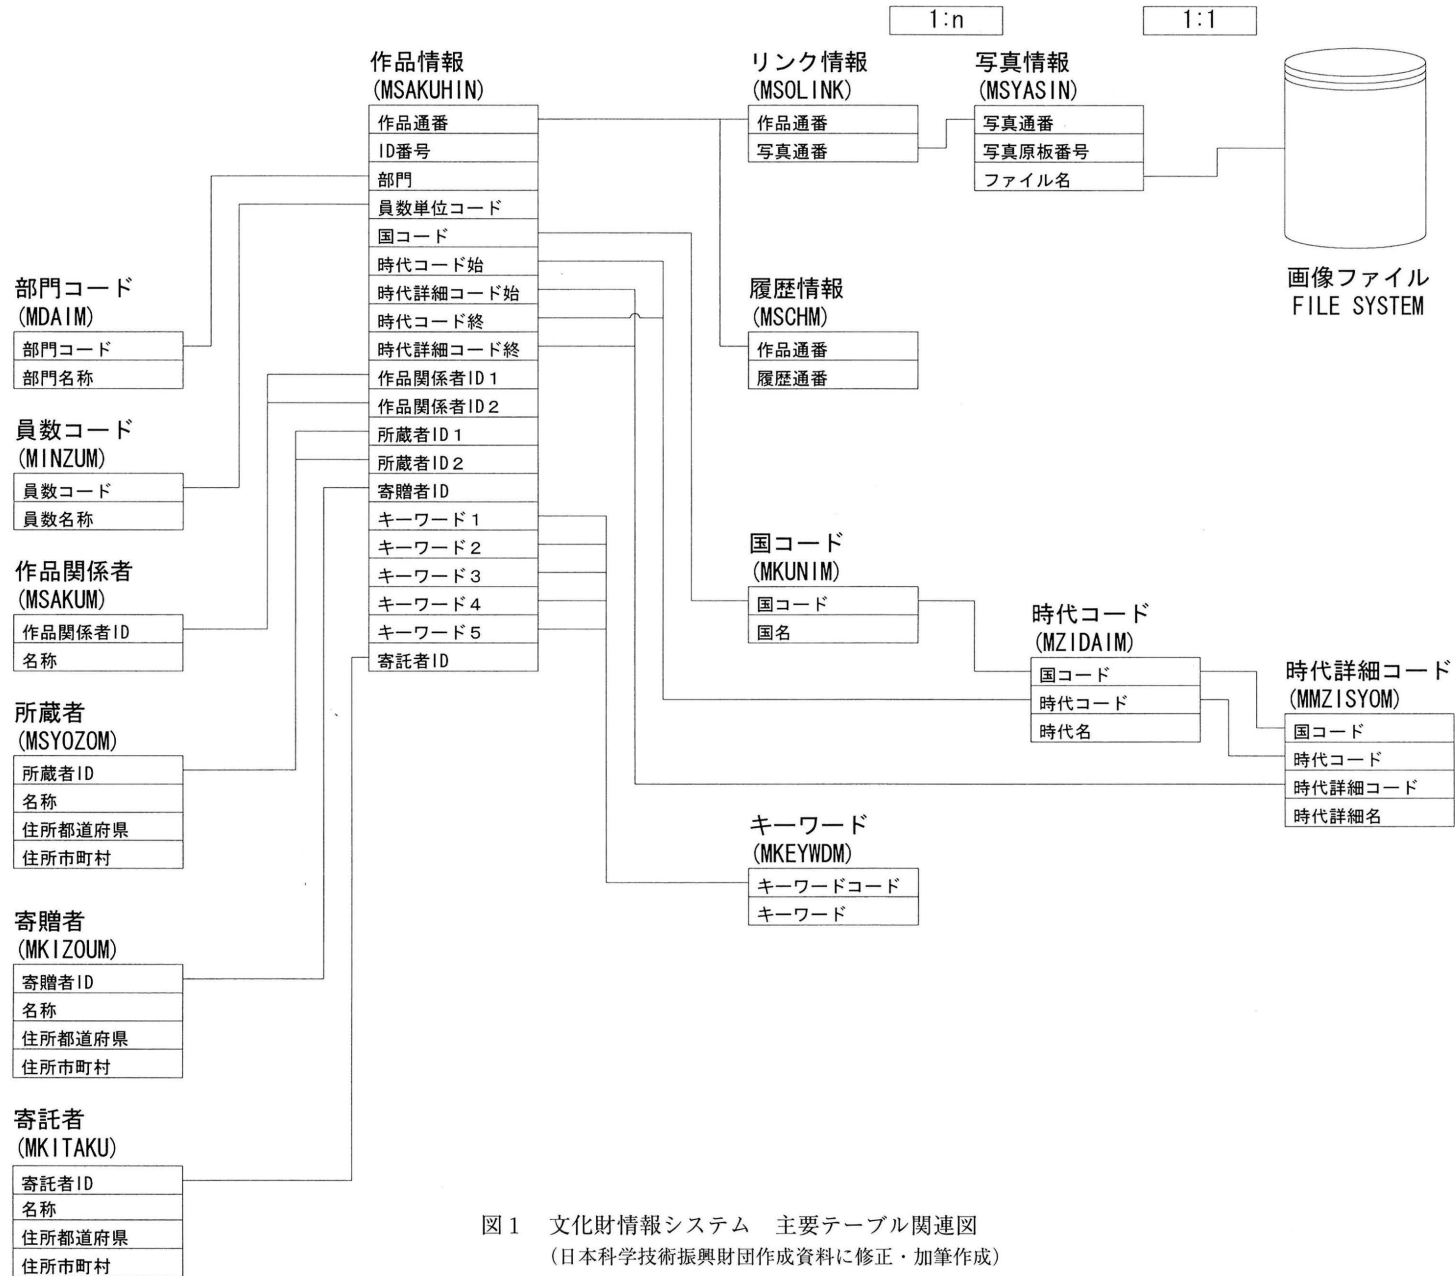 1:n
1:1
作品情報
(MSAKUHIN)
作品通番
ID番号
部門
員数単位コード
国コード
時代コード始
時代詳細コード始
時代コード終
時代詳細コード終
作品関係者ID1
作品関係者ID2
所蔵者ID1
所蔵者ID2
寄贈者ID
キーワード1
キーワード2
キーワード3
キーワード4
キーワード5
寄託者ID
リンク情報
(MSOLINK)
作品通番
写真通番
写真情報
(MSYASIN)
写真通番
写真原板番号
ファイル名
画像ファイル
FILE SYSTEM
履歴情報
(MSCHM)
作品通番
履歴通番
部門コード
(MDAIM)
部門コード
部門名称
員数コード
(MINZUM)
員数コード
員数名称
作品関係者
(MSAKUM)
作品関係者ID
名称
所蔵者
(MSYOZOM)
所蔵者ID
名称
住所都道府県
住所市町村
寄贈者
(MKIZOUM)
寄贈者ID
名称
住所都道府県
住所市町村
寄託者
(MKITAKU)
寄託者ID
名称
住所都道府県
住所市町村
国コード
(MKUNIM)
国コード
国名
時代コード
(MZIDAIM)
国コード
時代コード
時代名
時代詳細コード
(MMZISYOM)
国コード
時代コード
時代詳細コード
時代詳細名
キーワード
(MKEYWDM)
キーワードコード
キーワード
図1 文化財情報システム 主要テーブル関連図
(日本科学技術振興財団作成資料に修正・加筆作成)